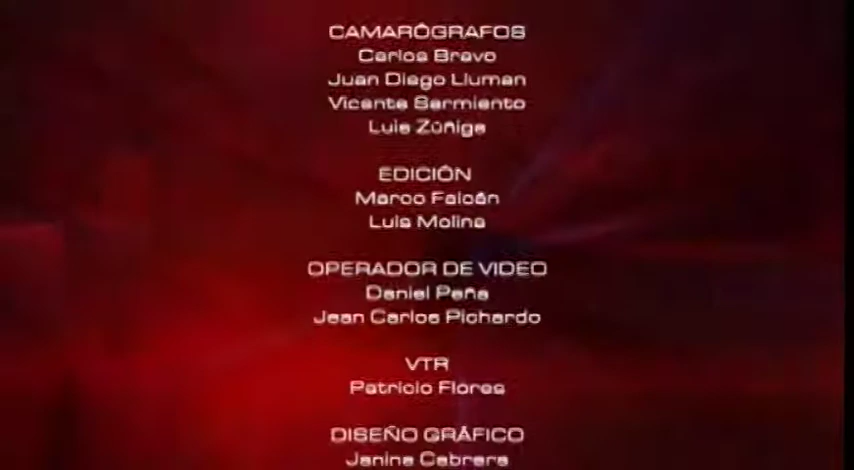 CAMARÓGRAFOS
Carlos Bravo
Juan Diego Lluman
Vicente Sarmiento
Luis Zúñiga
EDICIÓN
Marco Falcán
Luis Molina
OPERADOR DE VIDEO
Daniel Peña
Jean Carlos Pichardo
VTR
Patricio Flores
DISEÑO GRÁFICO
Janina Cabrera